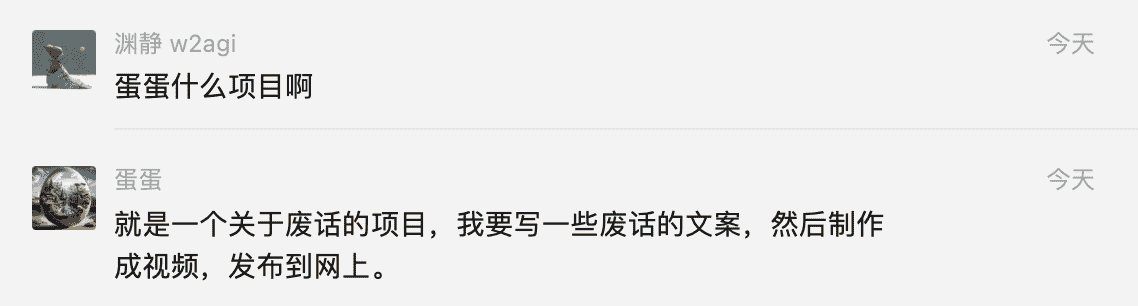 渊静 w2agi
今天
蛋蛋什么项目啊
蛋蛋
今天
就是一个关于废话的项目，我要写一些废话的文案，然后制作
成视频，发布到网上。